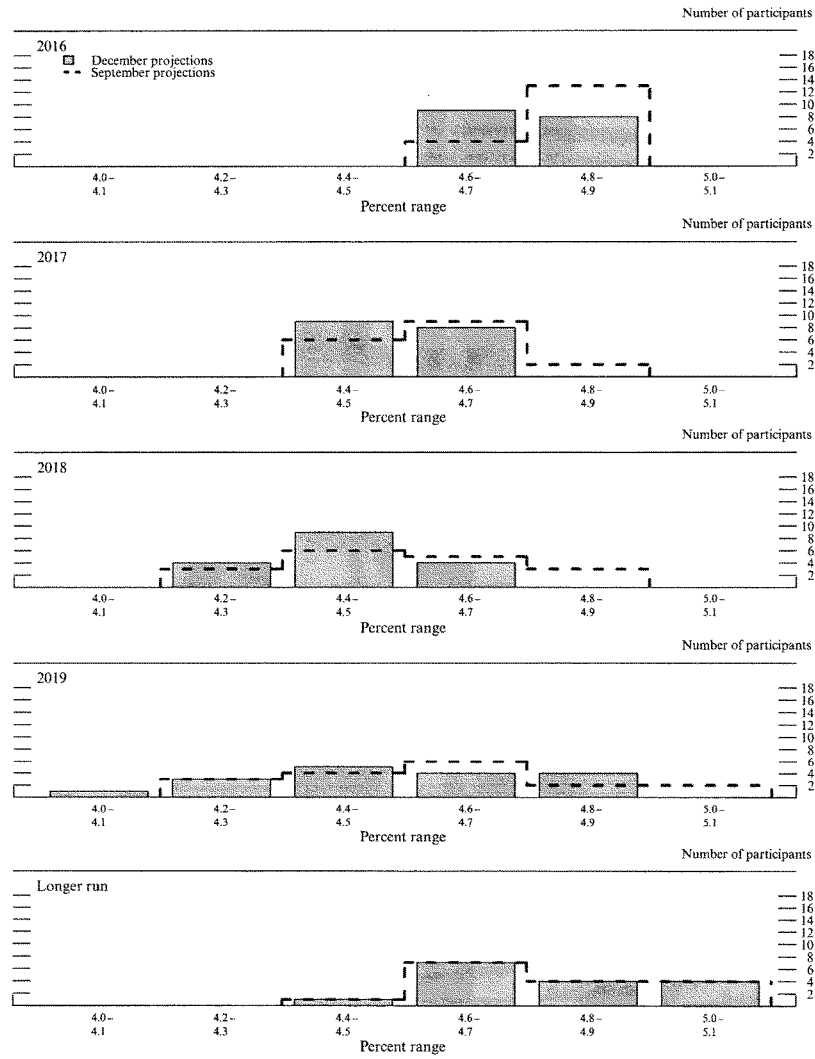 Number of participants
2016
December projections
September projections
18
16
14
12
10
8
6
4
2
4.0– 4.2– 4.4– 4.6– 4.8– 5.0–
4.1 4.3 4.5 4.7 4.9 5.1
Percent range
Number of participants
2017
18
16
14
12
10
8
6
4
2
4.0– 4.2– 4.4– 4.6– 4.8– 5.0–
4.1 4.3 4.5 4.7 4.9 5.1
Percent range
Number of participants
2018
18
16
14
12
10
8
6
4
2
4.0– 4.2– 4.4– 4.6– 4.8– 5.0–
4.1 4.3 4.5 4.7 4.9 5.1
Percent range
Number of participants
2019
18
16
14
12
10
8
6
4
2
4.0– 4.2– 4.4– 4.6– 4.8– 5.0–
4.1 4.3 4.5 4.7 4.9 5.1
Percent range
Number of participants
Longer run
18
16
14
12
10
8
6
4
2
4.0– 4.2– 4.4– 4.6– 4.8– 5.0–
4.1 4.3 4.5 4.7 4.9 5.1
Percent range